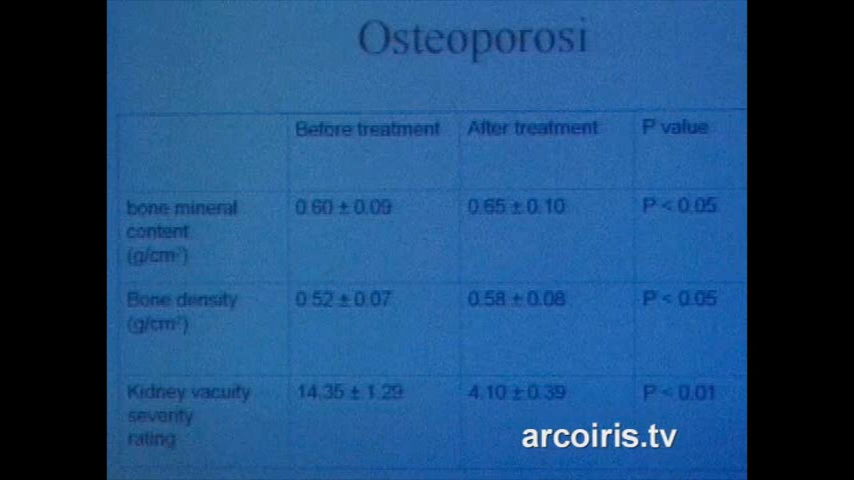 Osteoporosi
Before treatment After treatment P value
bone mineral content (g/cm²) 0.60 ± 0.09 0.65 ± 0.10 P < 0.05
Bone density (g/cm²) 0.52 ± 0.07 0.58 ± 0.08 P < 0.05
Kidney vacuity severity rating 14.35 ± 1.29 4.10 ± 0.39 P < 0.01
arcoiris.tv